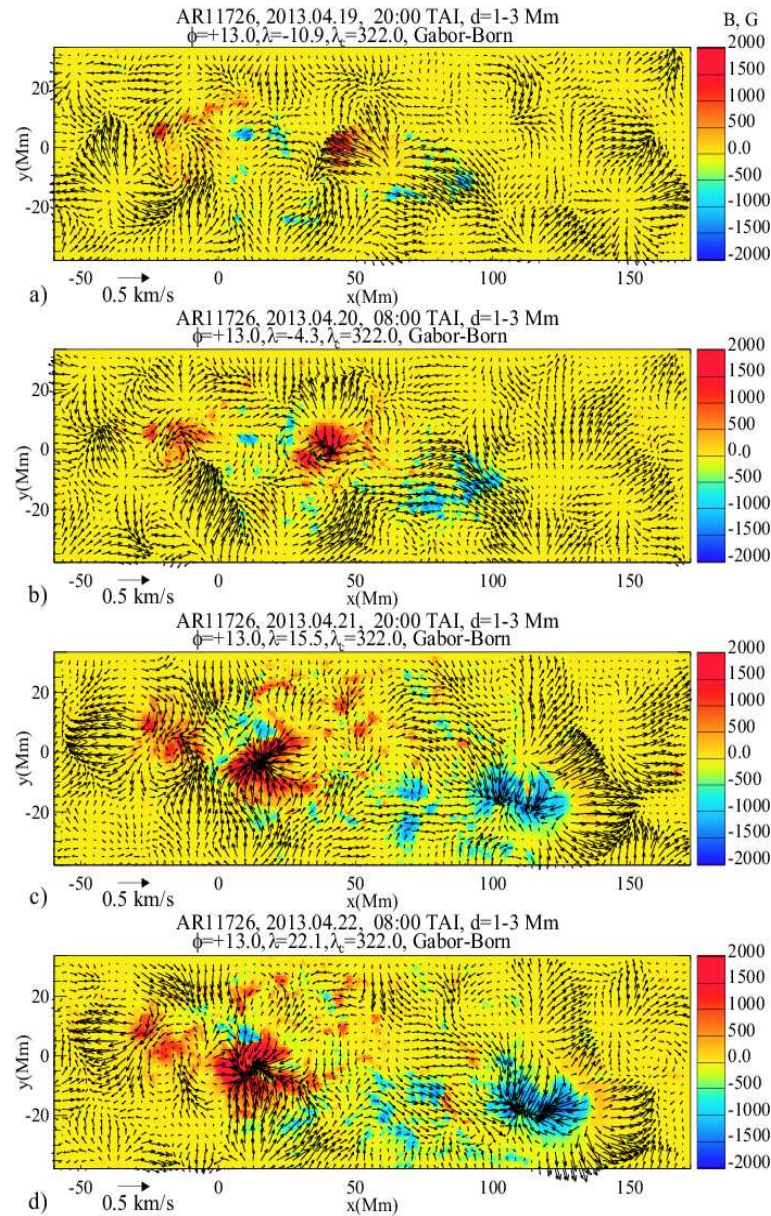 AR11726, 2013.04.19, 20:00 TAI, d=1-3 Mm
ϕ=+13.0,λ=-10.9,λc=322.0, Gabor-Born
B, G
2000
1500
1000
500
0.0
-500
-1000
-1500
-2000
20
0
-20
y(Mm)
-50
0
50
100
150
a)
0.5 km/s
x(Mm)
AR11726, 2013.04.20, 08:00 TAI, d=1-3 Mm
ϕ=+13.0,λ=-4.3,λc=322.0, Gabor-Born
2000
1500
1000
500
0.0
-500
-1000
-1500
-2000
20
0
-20
y(Mm)
-50
0
50
100
150
b)
0.5 km/s
x(Mm)
AR11726, 2013.04.21, 20:00 TAI, d=1-3 Mm
ϕ=+13.0,λ=15.5,λc=322.0, Gabor-Born
2000
1500
1000
500
0.0
-500
-1000
-1500
-2000
20
0
-20
y(Mm)
-50
0
50
100
150
c)
0.5 km/s
x(Mm)
AR11726, 2013.04.22, 08:00 TAI, d=1-3 Mm
ϕ=+13.0,λ=22.1,λc=322.0, Gabor-Born
2000
1500
1000
500
0.0
-500
-1000
-1500
-2000
20
0
-20
y(Mm)
-50
0
50
100
150
d)
0.5 km/s
x(Mm)